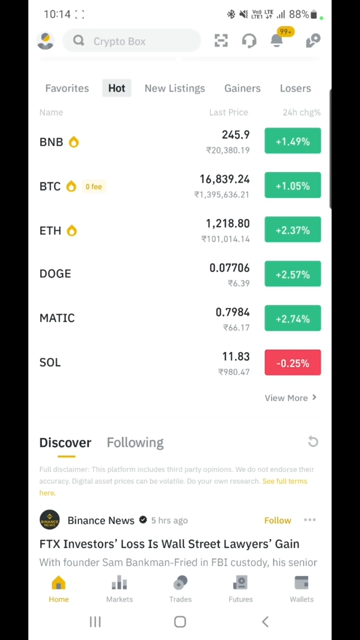 10:14
Vo) LTE LTE1 88%
Crypto Box
99+
Favorites Hot New Listings Gainers Losers
Name Last Price 24h chg%
BNB 245.9 +1.49%
₹20,380.19
BTC 0 fee 16,839.24 +1.05%
₹1,395,636.21
ETH 1,218.80 +2.37%
₹101,014.14
DOGE 0.07706 +2.57%
₹6.39
MATIC 0.7984 +2.74%
₹66.17
SOL 11.83 -0.25%
₹980.47
View More >
Discover Following
Full disclaimer: This platform includes third party opinions. We do not endorse their
accuracy. Digital asset prices can be volatile. Do your own research. See full terms
here.
Binance News 5 hrs ago Follow
FTX Investors' Loss Is Wall Street Lawyers' Gain
With founder Sam Bankman-Fried in FBI custody, his senior
Home Markets Trades Futures Wallets